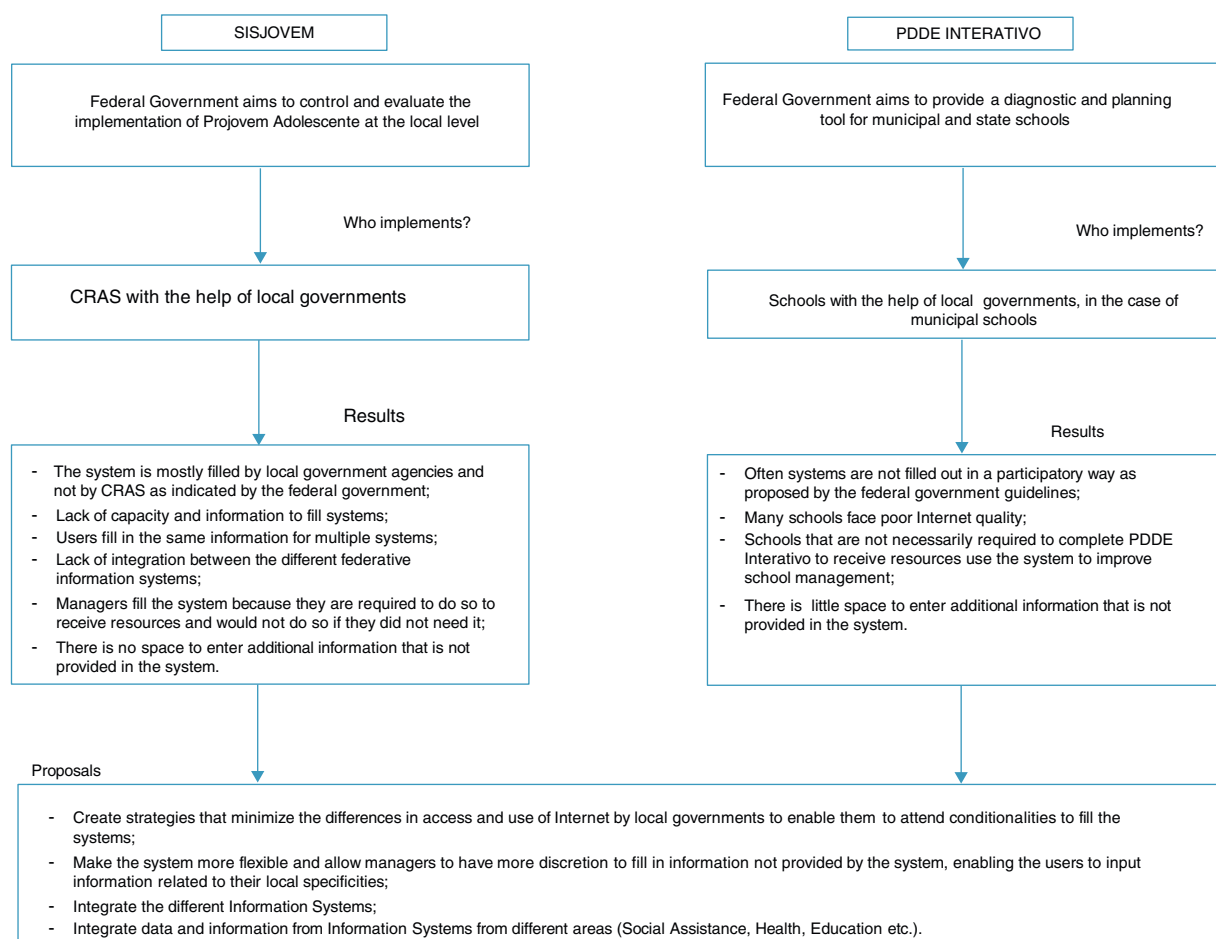 SISJOVEM
Federal Government aims to control and evaluate the
implementation of Projovem Adolescente at the local level
Who implements?
CRAS with the help of local governments
Results
- The system is mostly filled by local government agencies and
not by CRAS as indicated by the federal government;
- Lack of capacity and information to fill systems;
- Users fill in the same information for multiple systems;
- Lack of integration between the different federative
information systems;
- Managers fill the system because they are required to do so to
receive resources and would not do so if they did not need it;
- There is no space to enter additional information that is not
provided in the system.
PDDE INTERATIVO
Federal Government aims to provide a diagnostic and planning
tool for municipal and state schools
Who implements?
Schools with the help of local governments, in the case of
municipal schools
Results
- Often systems are not filled out in a participatory way as
proposed by the federal government guidelines;
- Many schools face poor Internet quality;
- Schools that are not necessarily required to complete PDDE
Interativo to receive resources use the system to improve
school management;
- There is little space to enter additional information that is not
provided in the system.
Proposals
- Create strategies that minimize the differences in access and use of Internet by local governments to enable them to attend conditionalities to fill the
systems;
- Make the system more flexible and allow managers to have more discretion to fill in information not provided by the system, enabling the users to input
information related to their local specificities;
- Integrate the different Information Systems;
- Integrate data and information from Information Systems from different areas (Social Assistance, Health, Education etc.).